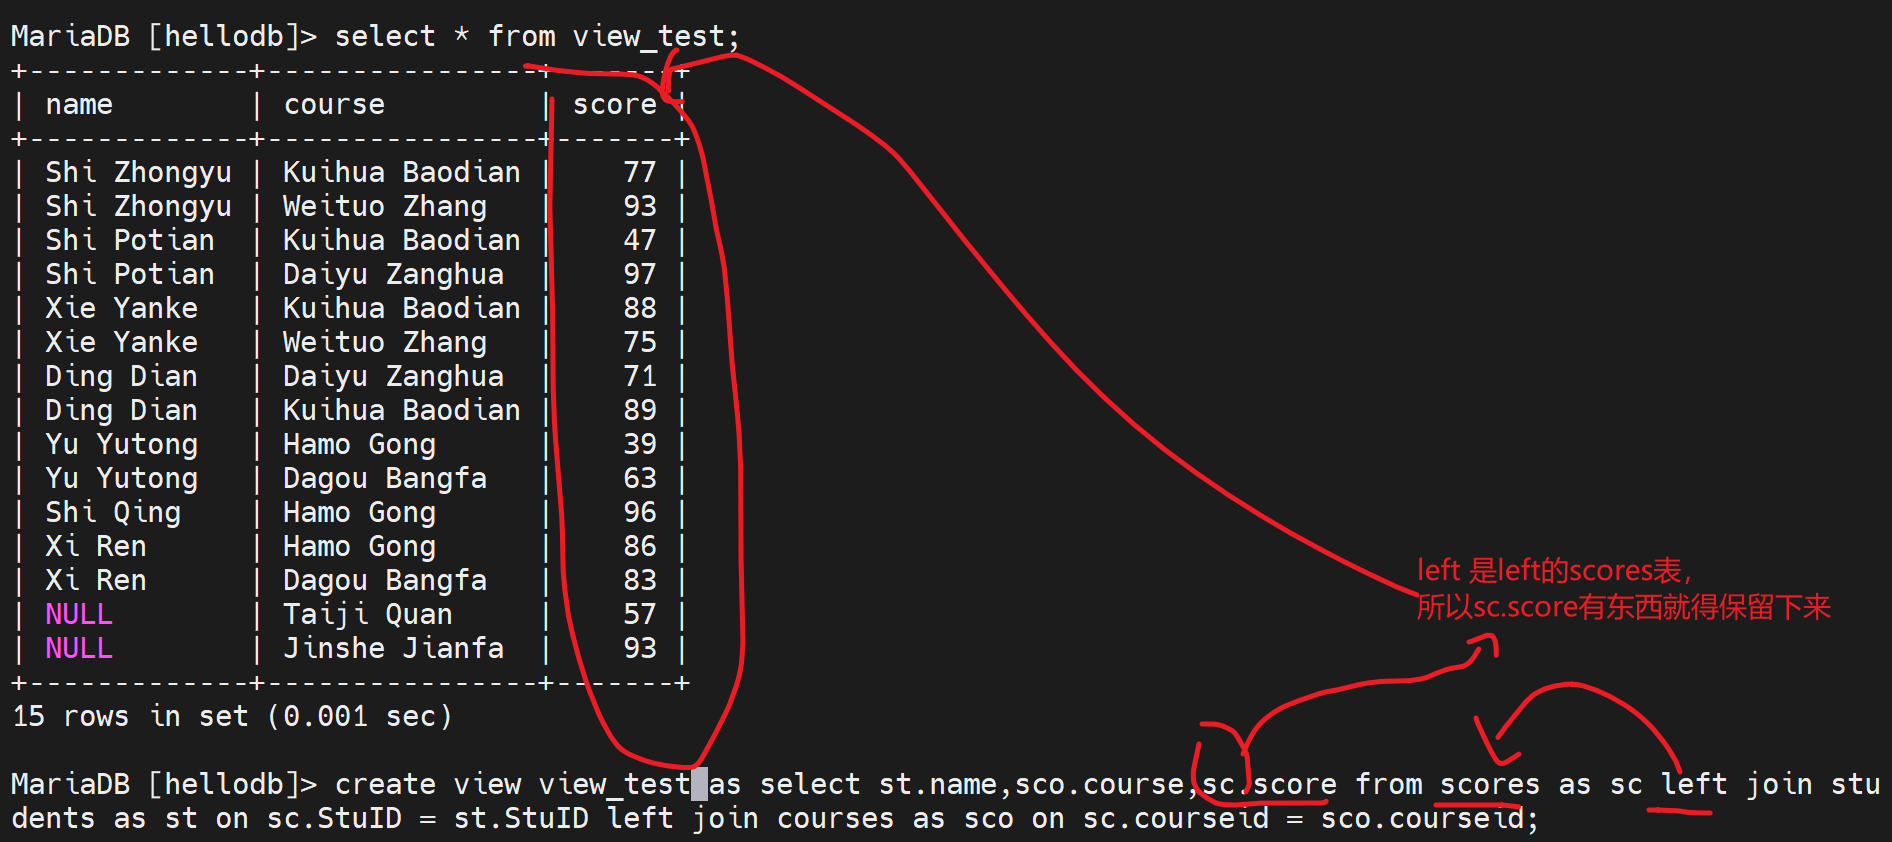 MariaDB [hellodb]> select * from view_test;
+-------------+----------------+-------+
| name        | course         | score |
+-------------+----------------+-------+
| Shi Zhongyu | Kuihua Baodian |    77 |
| Shi Zhongyu | Weituo Zhang   |    93 |
| Shi Potian  | Kuihua Baodian |    47 |
| Shi Potian  | Daiyu Zanghua  |    97 |
| Xie Yanke   | Kuihua Baodian |    88 |
| Xie Yanke   | Weituo Zhang   |    75 |
| Ding Dian   | Daiyu Zanghua  |    71 |
| Ding Dian   | Kuihua Baodian |    89 |
| Yu Yutong   | Hamo Gong      |    39 |
| Yu Yutong   | Dagou Bangfa   |    63 |
| Shi Qing    | Hamo Gong      |    96 |
| Xi Ren      | Hamo Gong      |    86 |
| Xi Ren      | Dagou Bangfa   |    83 |
| NULL        | Taiji Quan     |    57 |
| NULL        | Jinshe Jianfa  |    93 |
+-------------+----------------+-------+
15 rows in set (0.001 sec)
left 是left的scores表，
所以sc.score有东西就得保留下来
MariaDB [hellodb]> create view view_test as select st.name,sco.course,sc.score from scores as sc left join stu
dents as st on sc.StuID = st.StuID left join courses as sco on sc.courseid = sco.courseid;